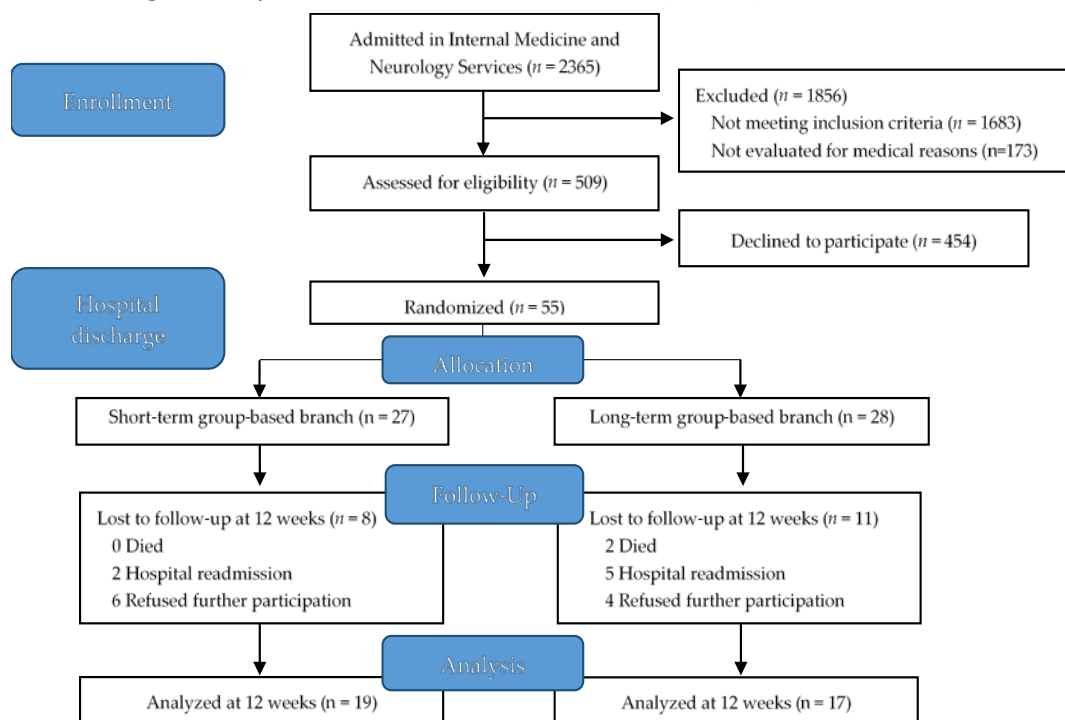 Admitted in Internal Medicine and
Neurology Services (n = 2365)
Enrollment
Excluded (n = 1856)
Not meeting inclusion criteria (n = 1683)
Not evaluated for medical reasons (n=173)
Assessed for eligibility (n = 509)
Declined to participate (n = 454)
Hospital
discharge
Randomized (n = 55)
Allocation
Short-term group-based branch (n = 27)
Long-term group-based branch (n = 28)
Follow-Up
Lost to follow-up at 12 weeks (n = 8)
0 Died
2 Hospital readmission
6 Refused further participation
Lost to follow-up at 12 weeks (n = 11)
2 Died
5 Hospital readmission
4 Refused further participation
Analysis
Analyzed at 12 weeks (n = 19)
Analyzed at 12 weeks (n = 17)